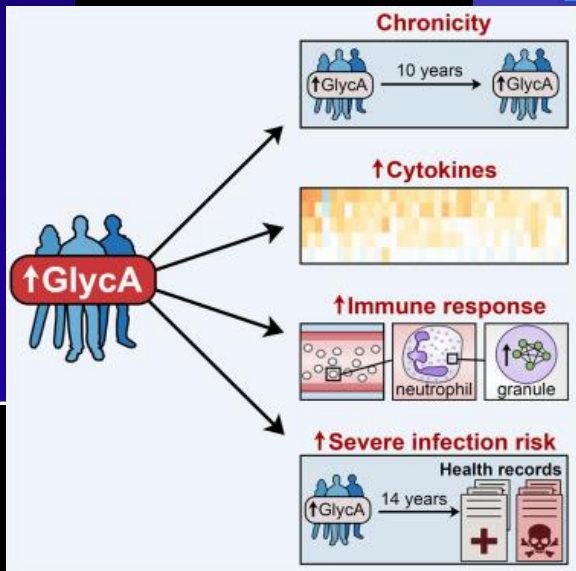 Chronicity
↑GlycA
10 years
↑GlycA
↑Cytokines
↑GlycA
↑Immune response
neutrophil
granule
↑Severe infection risk
Health records
↑GlycA
14 years